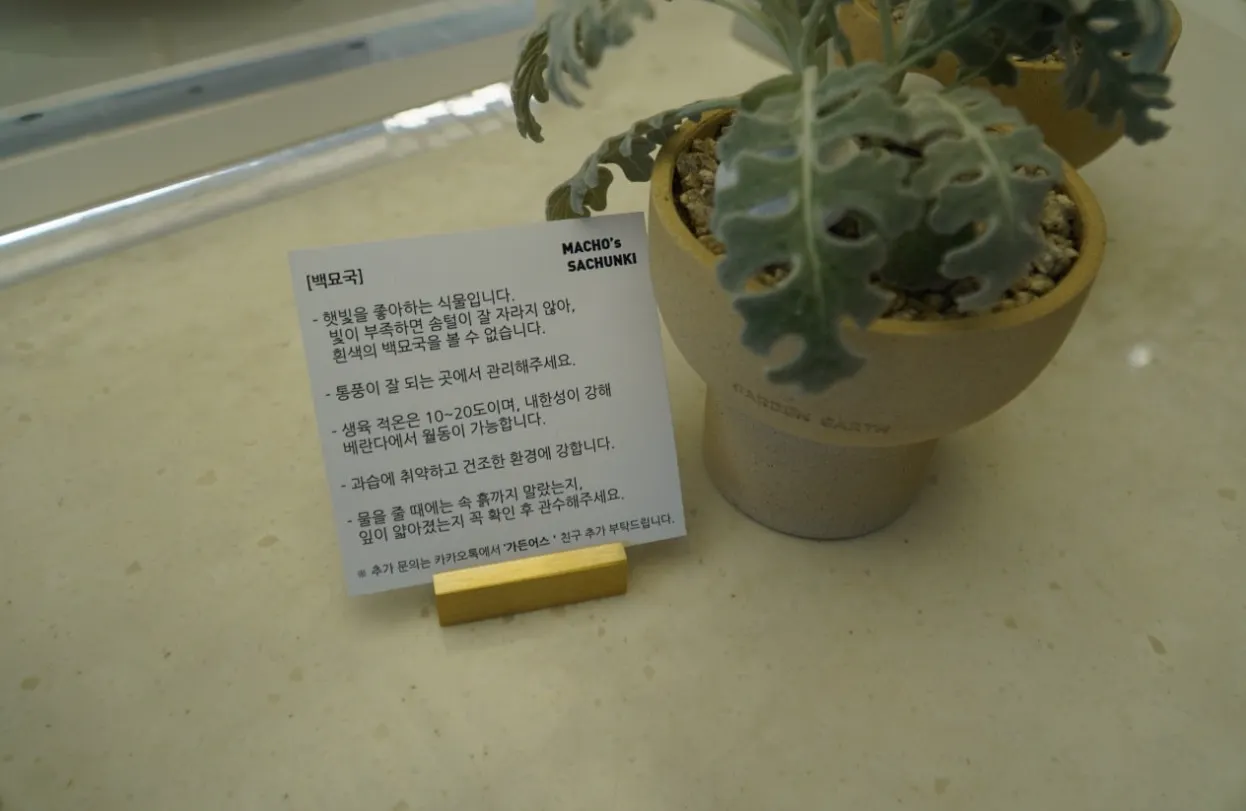 MACHO's
SACHUNKI
[백묘국]
- 햇빛을 좋아하는 식물입니다.
빛이 부족하면 솜털이 잘 자라지 않아,
흰색의 백묘국을 볼 수 없습니다.
- 통풍이 잘 되는 곳에서 관리해주세요.
- 생육 적온은 10~20도이며, 내한성이 강해
베란다에서 월동이 가능합니다.
- 과습에 취약하고 건조한 환경에 강합니다.
- 물을 줄 때에는 속 흙까지 말랐는지,
잎이 얇아졌는지 꼭 확인 후 관수해주세요.
※ 추가 문의는 카카오톡에서 '가든어스 ' 친구 추가 부탁드립니다.
GARDEN EARTH